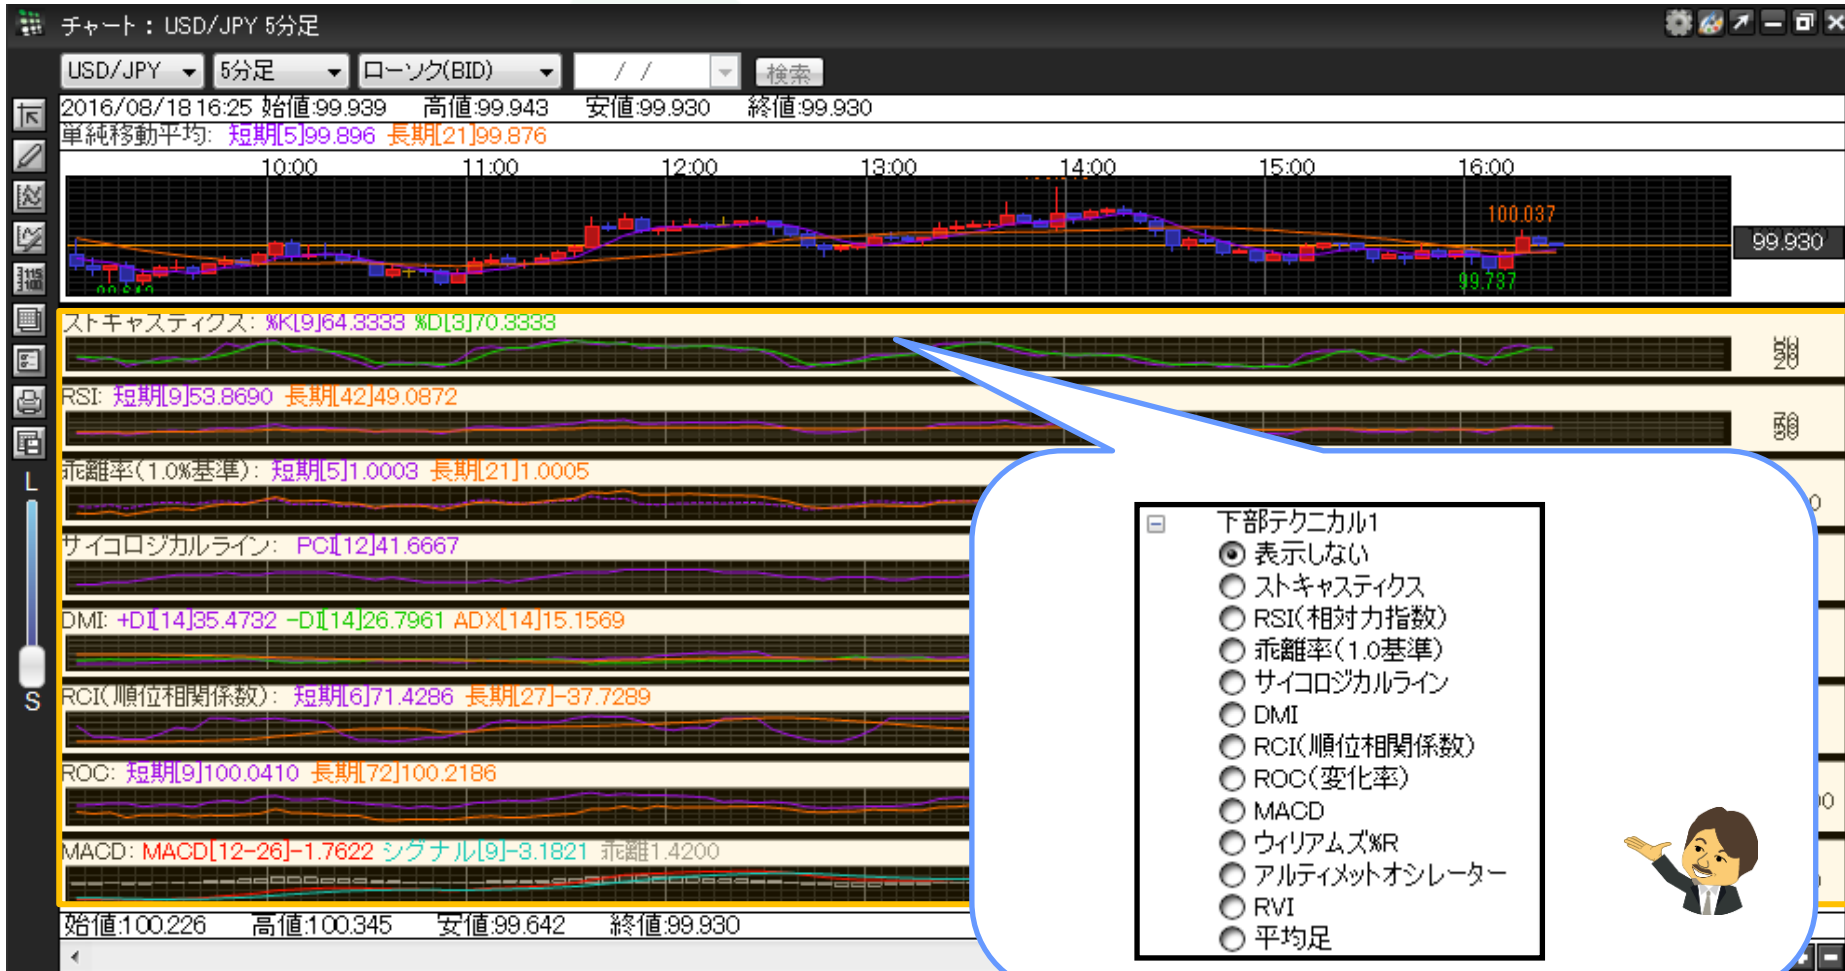 チャート： USD/JPY 5分足
USD/JPY 5分足 ローソク(BID) / / 検索
2016/08/18 16:25 始値:99.939 高値:99.943 安値:99.930 終値:99.930
単純移動平均: 短期[5]99.896 長期[21]99.876
10:00 11:00 12:00 13:00 14:00 15:00 16:00
100.037
99.930
99.737
ストキャスティクス: %K[9]64.3333 %D[3]70.3333
20
RSI: 短期[9]53.8690 長期[42]49.0872
乖離率(1.0%基準): 短期[5]1.0003 長期[21]1.0005
サイコロジカルライン: PCI[12]41.6667
DMI: +DI[14]35.4732 -DI[14]26.7961 ADX[14]15.1569
RCI(順位相関係数): 短期[6]71.4286 長期[27]-37.7289
ROC: 短期[9]100.0410 長期[72]100.2186
MACD: MACD[12-26]-1.7622 シグナル[9]-3.1821 乖離1.4200
始値:100.226 高値:100.345 安値:99.642 終値:99.930
L
S
下部テクニカル1
表示しない
ストキャスティクス
RSI(相対力指数)
乖離率(1.0基準)
サイコロジカルライン
DMI
RCI(順位相関係数)
ROC(変化率)
MACD
ウィリアムズ%R
アルティメットオシレーター
RVI
平均足